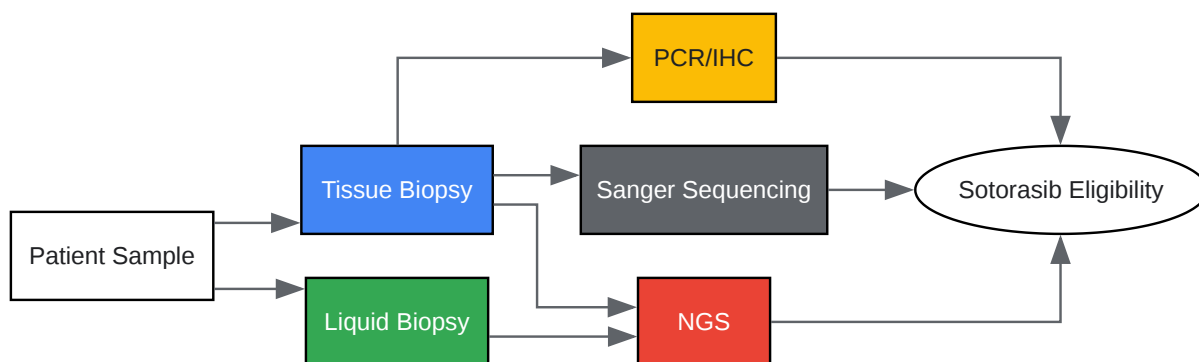 PCR/IHC
Tissue Biopsy
Sanger Sequencing
Sotorasib Eligibility
Patient Sample
Liquid Biopsy
NGS